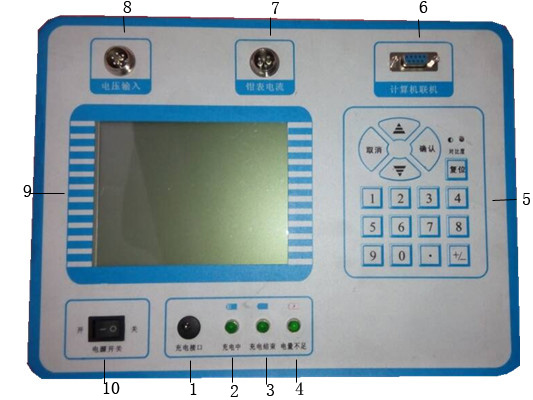 8
7
6
电压输入
钳表电流
计算机联机
取消
确认
对比度
复位
1 2 3 4
5 6 7 8
9 0 · +/-
9
5
开
关
电源开关
充电接口
充电中
充电结束
电量不足
10
1
2
3
4